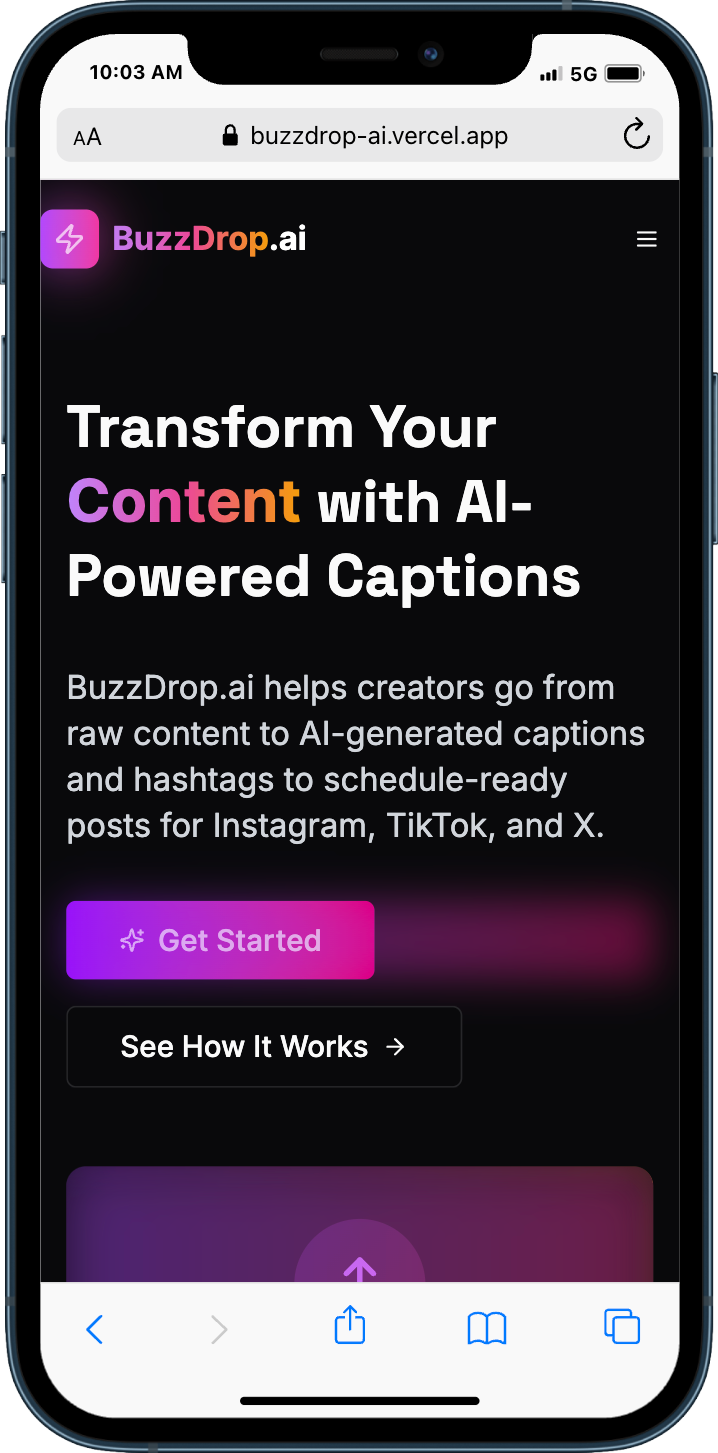 10:03 AM
5G
AA
buzzdrop-ai.vercel.app
BuzzDrop.ai
Transform Your
Content with AI-
Powered Captions
BuzzDrop.ai helps creators go from
raw content to AI-generated captions
and hashtags to schedule-ready
posts for Instagram, TikTok, and X.
Get Started
See How It Works